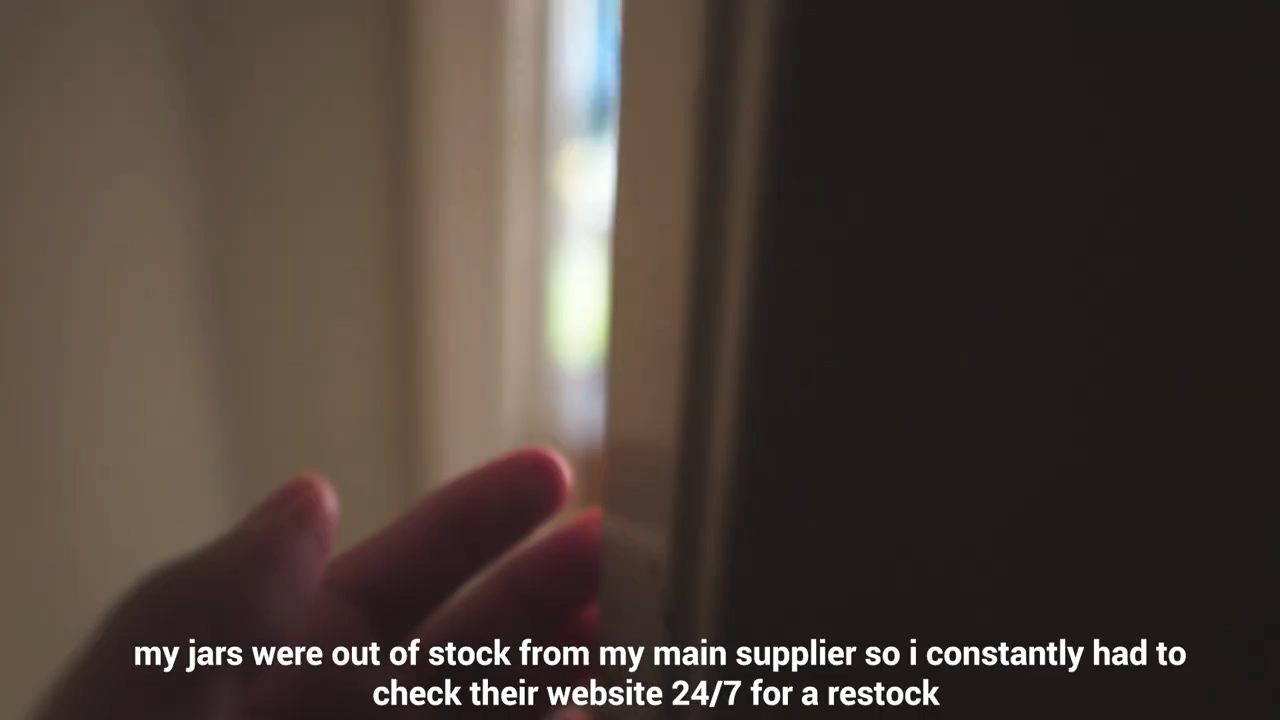 my jars were out of stock from my main supplier so i constantly had to
check their website 24/7 for a restock